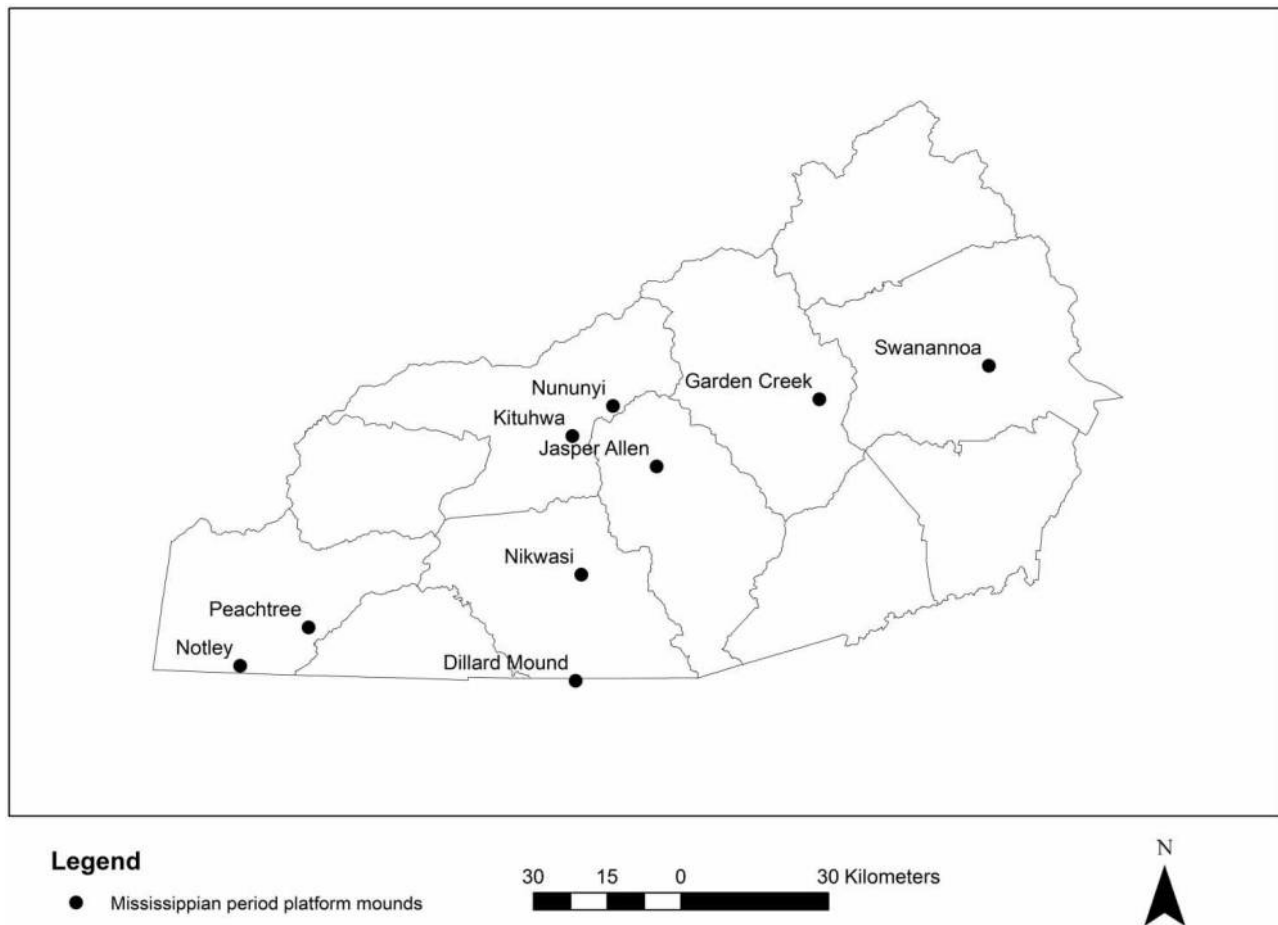 Swanannoa
Garden Creek
Nununyi
Kituhwa
Jasper Allen
Nikwasi
Peachtree
Notley
Dillard Mound
Legend
Mississippian period platform mounds
30 15 0 30 Kilometers
N